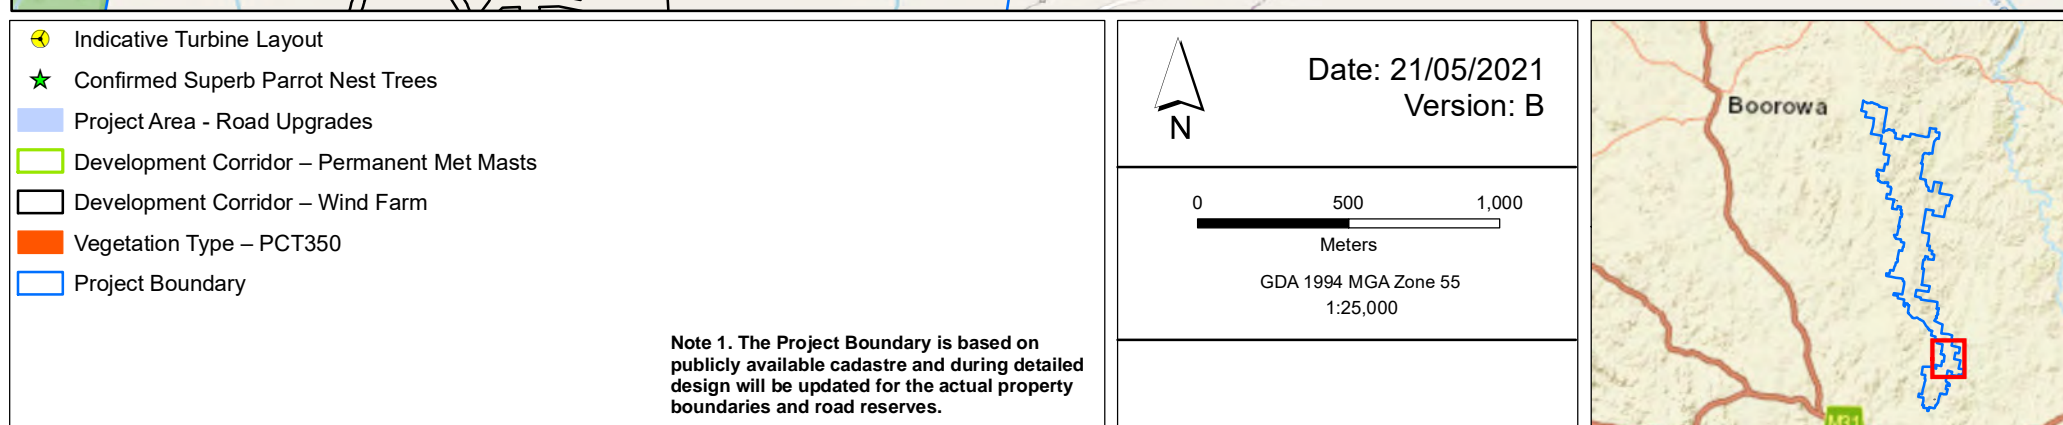 Indicative Turbine Layout
Confirmed Superb Parrot Nest Trees
Project Area - Road Upgrades
Development Corridor – Permanent Met Masts
Development Corridor – Wind Farm
Vegetation Type – PCT350
Project Boundary
Note 1. The Project Boundary is based on
publicly available cadastre and during detailed
design will be updated for the actual property
boundaries and road reserves.
Date: 21/05/2021
Version: B
N
0 500 1,000
Meters
GDA 1994 MGA Zone 55
1:25,000
Boorowa
M31